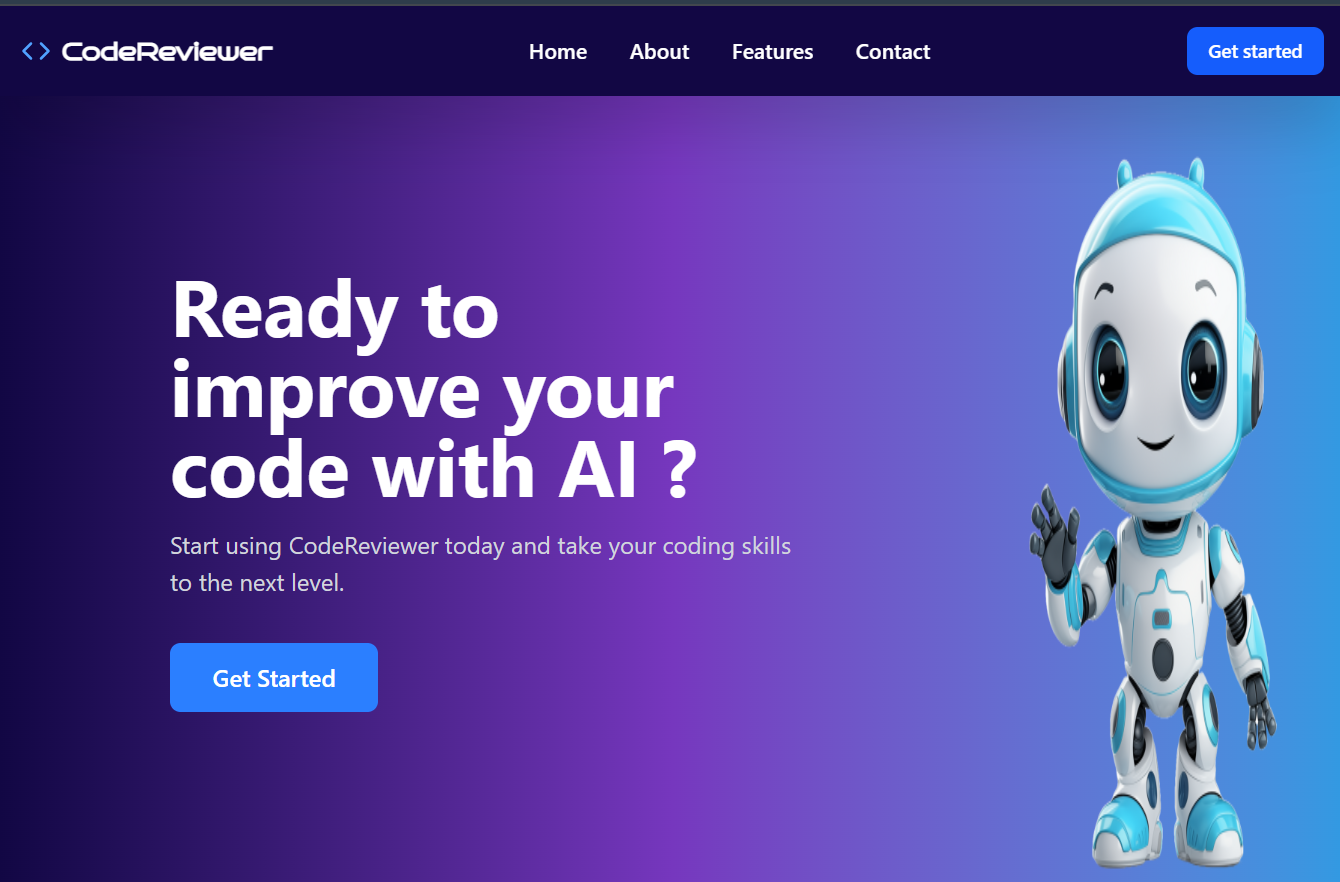 <> CodeReviewer
Home About Features Contact
Get started
Ready to
improve your
code with AI ?
Start using CodeReviewer today and take your coding skills
to the next level.
Get Started